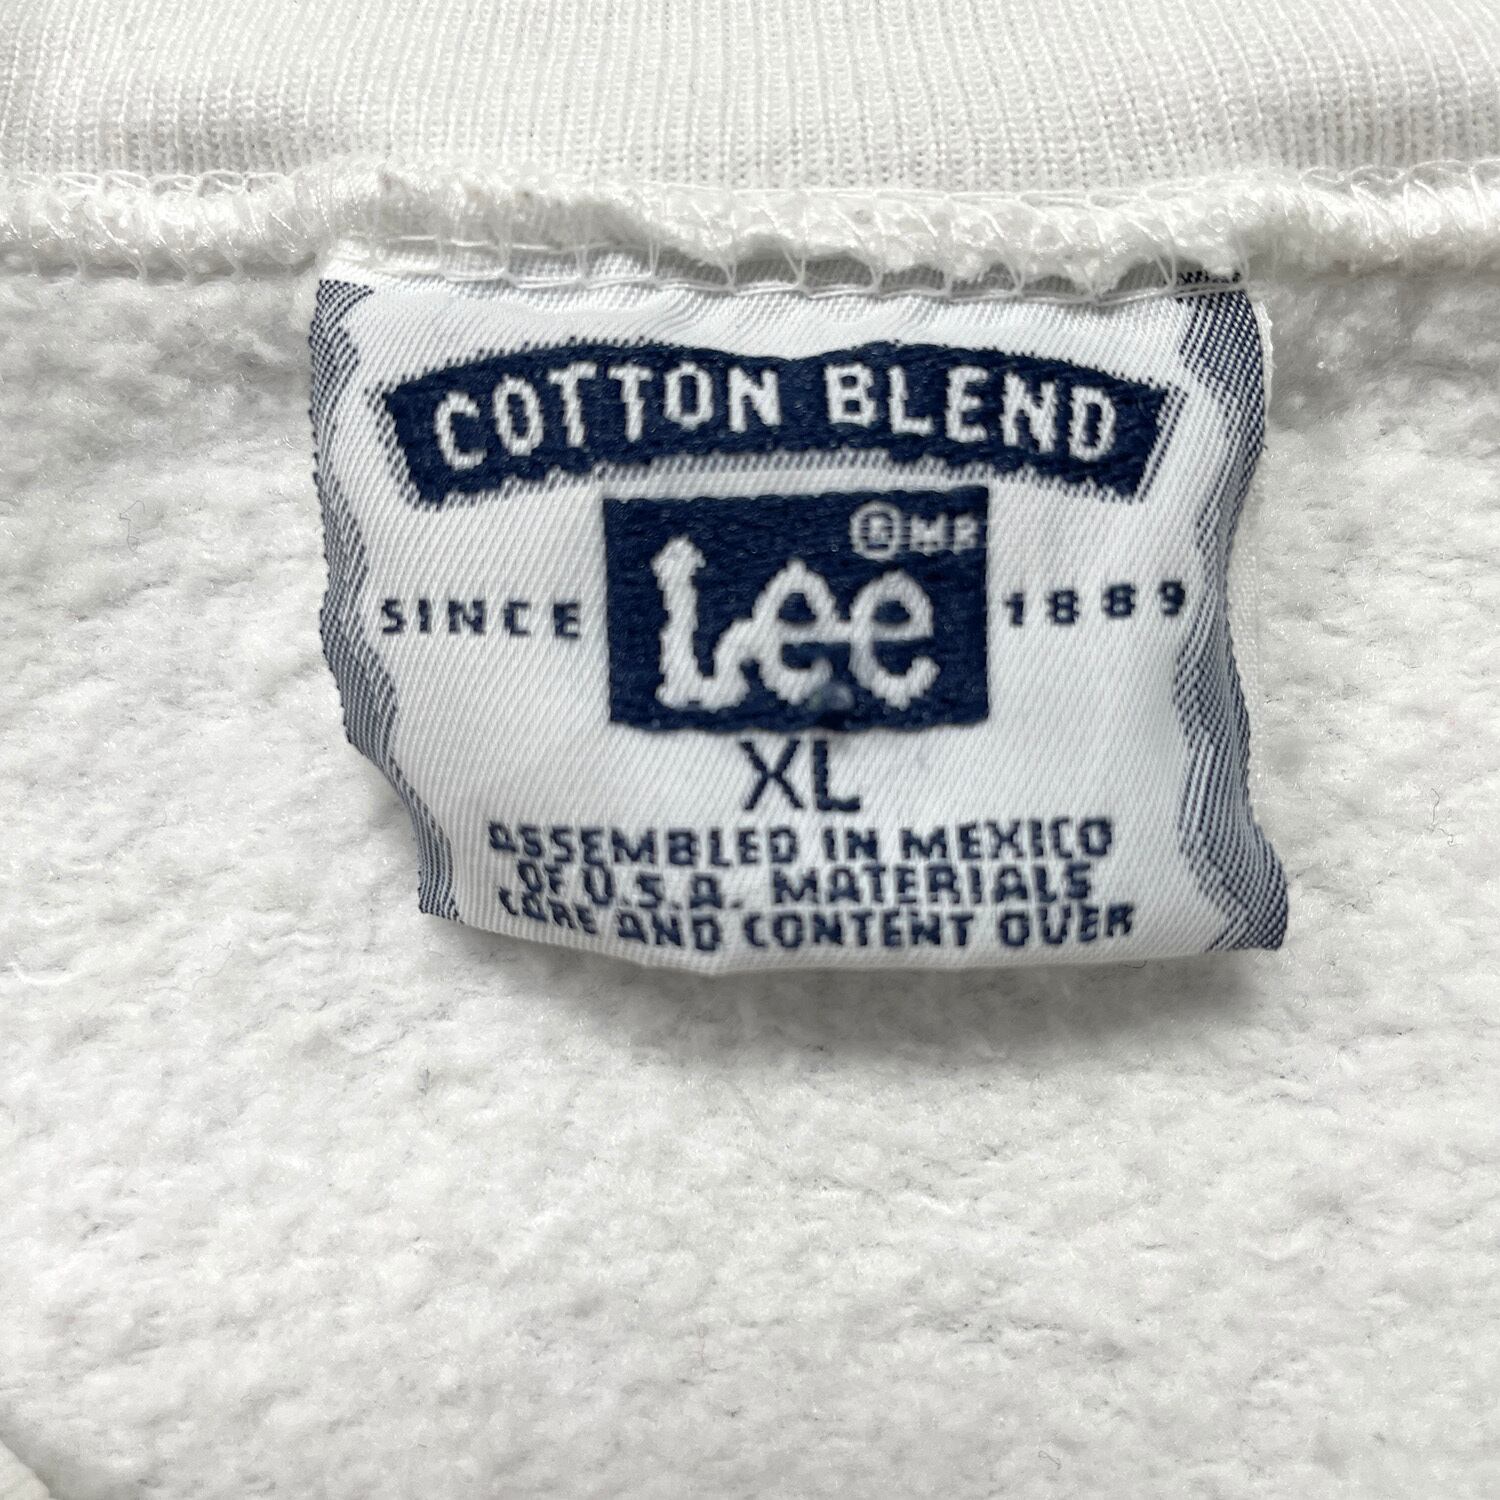 COTTON BLEND
® MR
SINCE Lee 1889
XL
ASSEMBLED IN MEXICO
OF U.S.A. MATERIALS
CARE AND CONTENT OVER